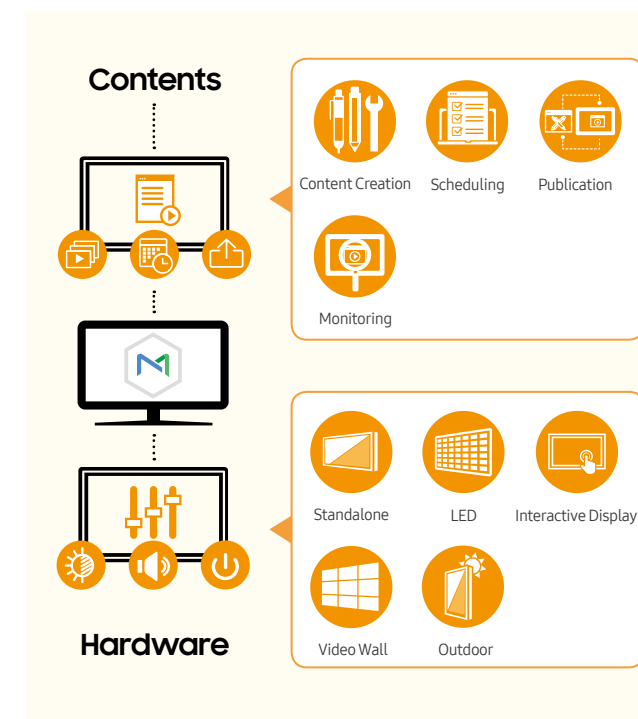 Contents
Content Creation
Scheduling
Publication
Monitoring
Standalone
LED
Interactive Display
Video Wall
Outdoor
Hardware